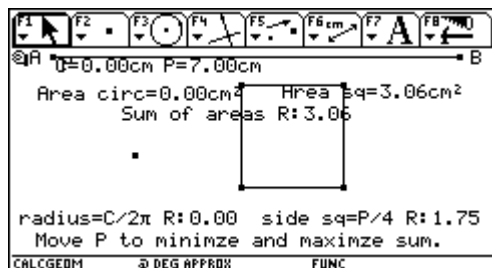 F1 F2 F3 F4 F5 F6 cm F7 A F8
A B
C=0.00cm P=7.00cm
Area circ=0.00cm² Area sq=3.06cm²
Sum of areas R:3.06
radius=C/2π R:0.00 side sq=P/4 R:1.75
Move P to minimze and maximze sum.
CALCGEOM DEG APPROX FUNC